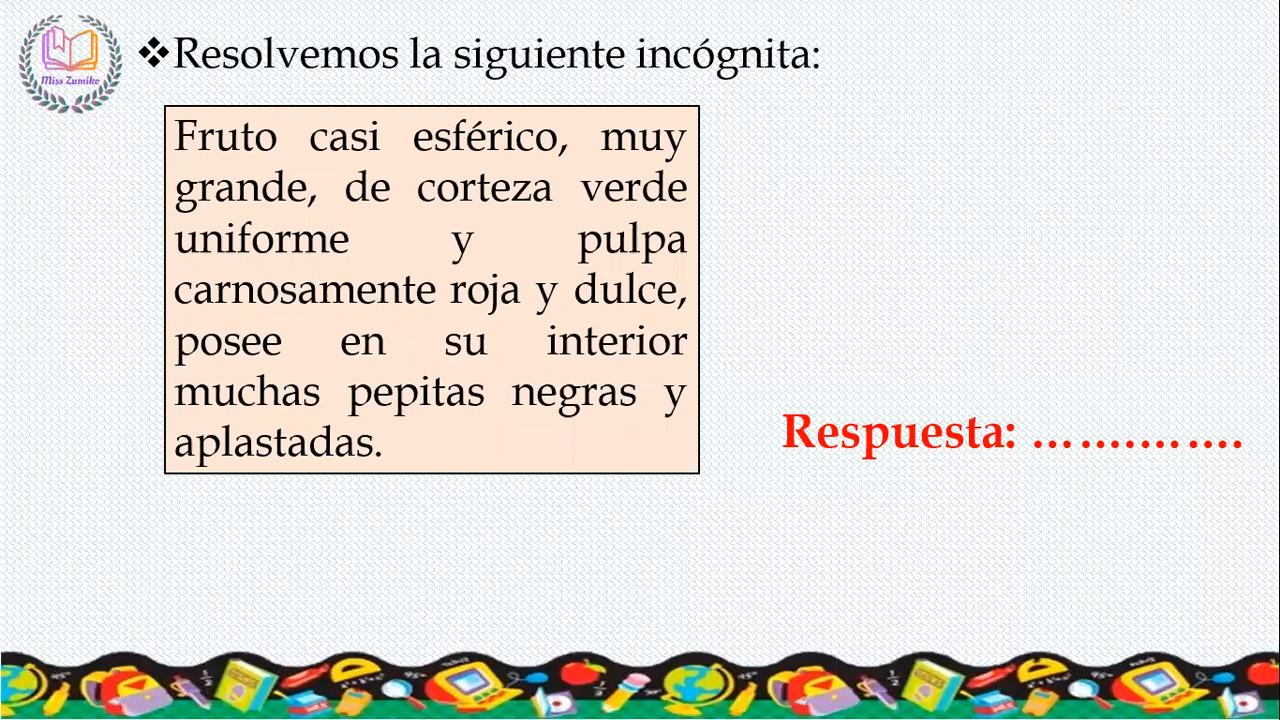 Miss Zumiko
❖Resolvemos la siguiente incógnita:
Fruto casi esférico, muy
grande, de corteza verde
uniforme y pulpa
carnosamente roja y dulce,
posee en su interior
muchas pepitas negras y
aplastadas.
Respuesta: …………….